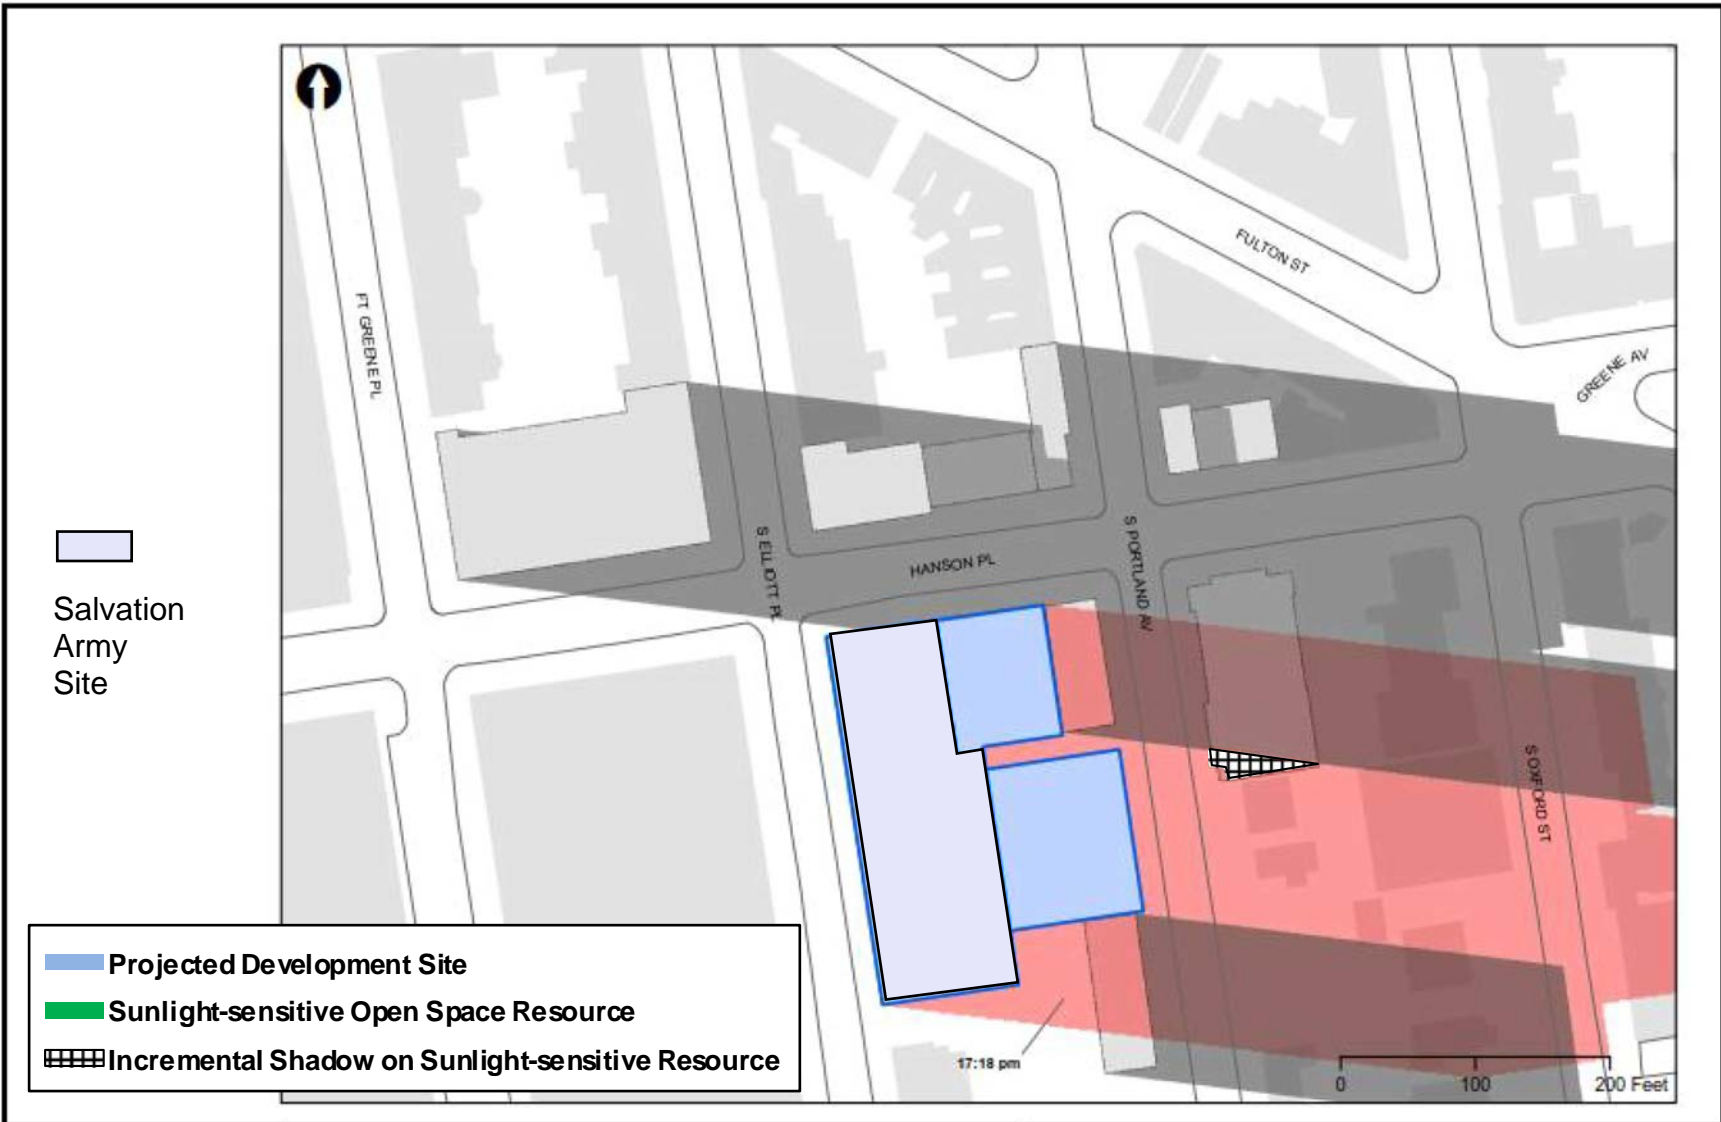 FULTON ST
FT GREENE PL
GREENE AV
S ELLIOTT PL
HANSON PL
S PORTLAND AV
Salvation
Army
Site
S OXFORD ST
Projected Development Site
Sunlight-sensitive Open Space Resource
Incremental Shadow on Sunlight-sensitive Resource
17:18 pm
0 100 200 Feet